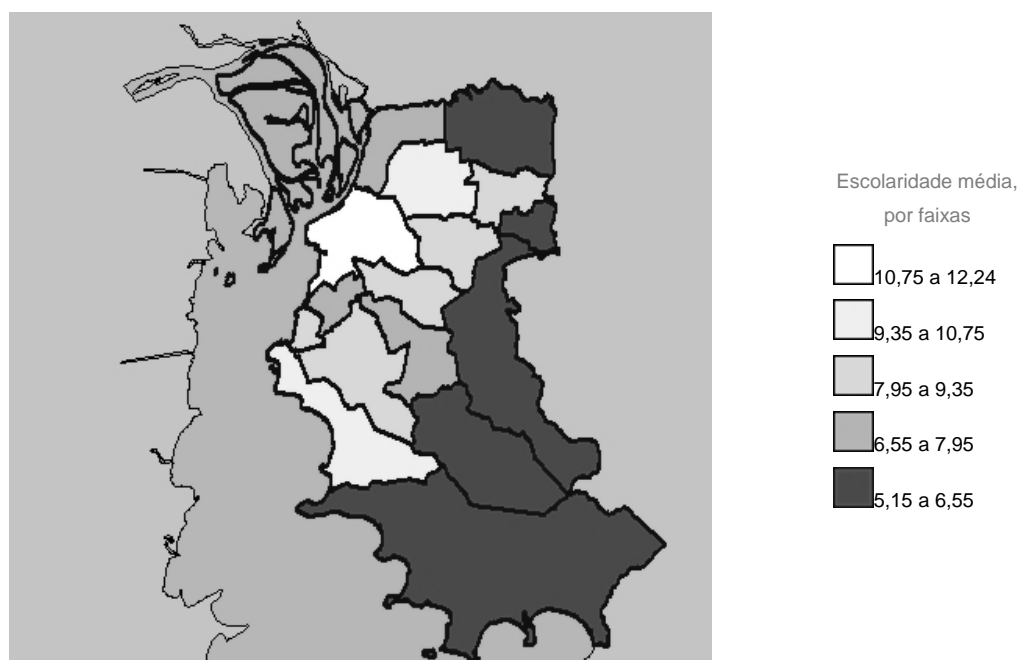 Escolaridade média,
por faixas
10,75 a 12,24
9,35 a 10,75
7,95 a 9,35
6,55 a 7,95
5,15 a 6,55